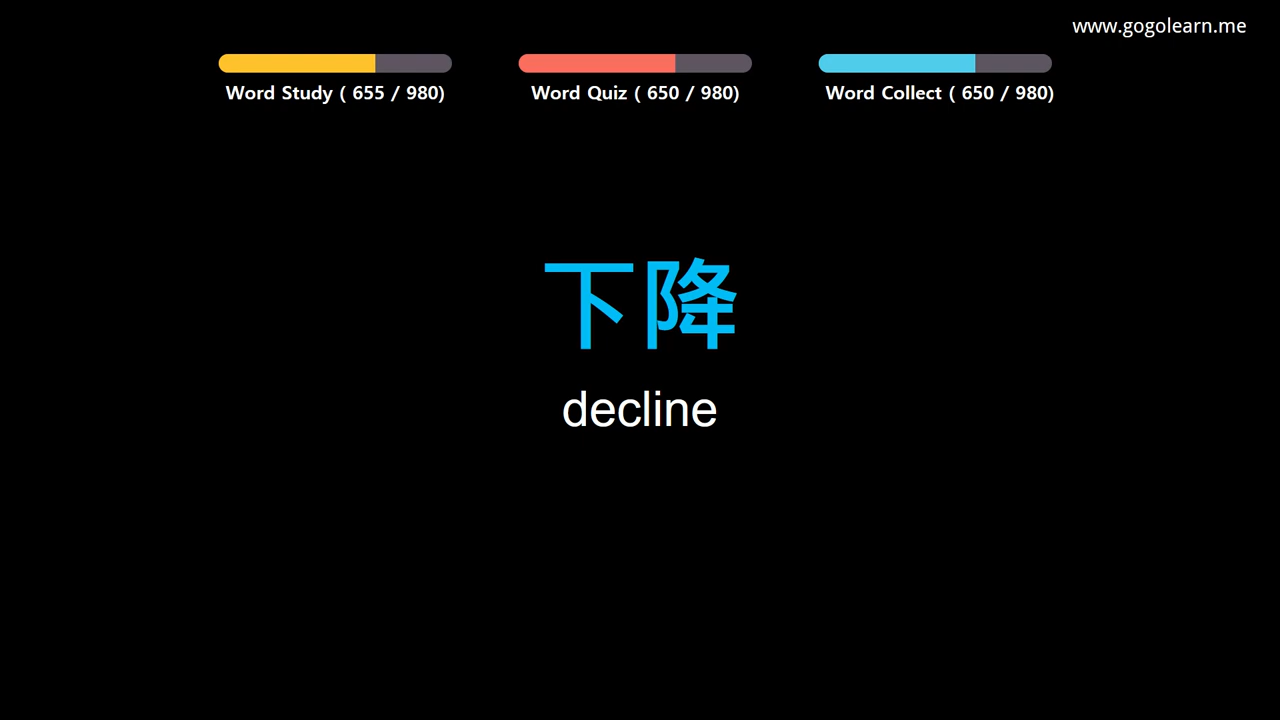 www.gogolearn.me
Word Study ( 655 / 980)
Word Quiz ( 650 / 980)
Word Collect ( 650 / 980)
下降
decline